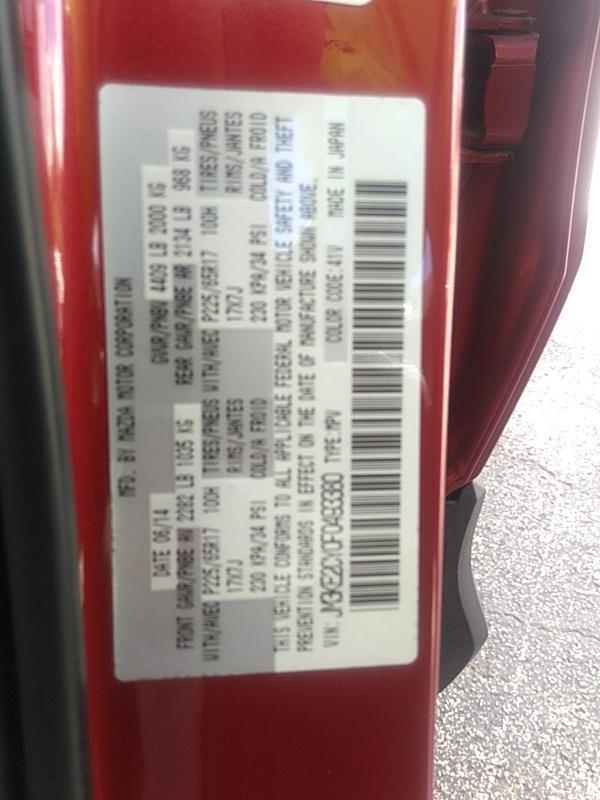 MFD. BY MAZDA MOTOR CORPORATION
DATE 06/14 GVWR/PNBV 4409 LB 2000 KG
FRONT GAWR/PNBE AV 2282 LB 1035 KG REAR GAWR/PNBE AR 2134 LB 968 KG
WITH/AVEC P225/65R17 100H TIRES/PNEUS WITH/AVEC P225/65R17 100H TIRES/PNEUS
17X7J RIMS/JANTES 17X7J RIMS/JANTES
230 KPA/34 PSI COLD/A FROID 230 KPA/34 PSI COLD/A FROID
THIS VEHICLE CONFORMS TO ALL APPLICABLE FEDERAL MOTOR VEHICLE SAFETY AND THEFT
PREVENTION STANDARDS IN EFFECT ON THE DATE OF MANUFACTURE SHOWN ABOVE.
VIN: TYPE:MPV COLOR CODE:41V MADE IN JAPAN